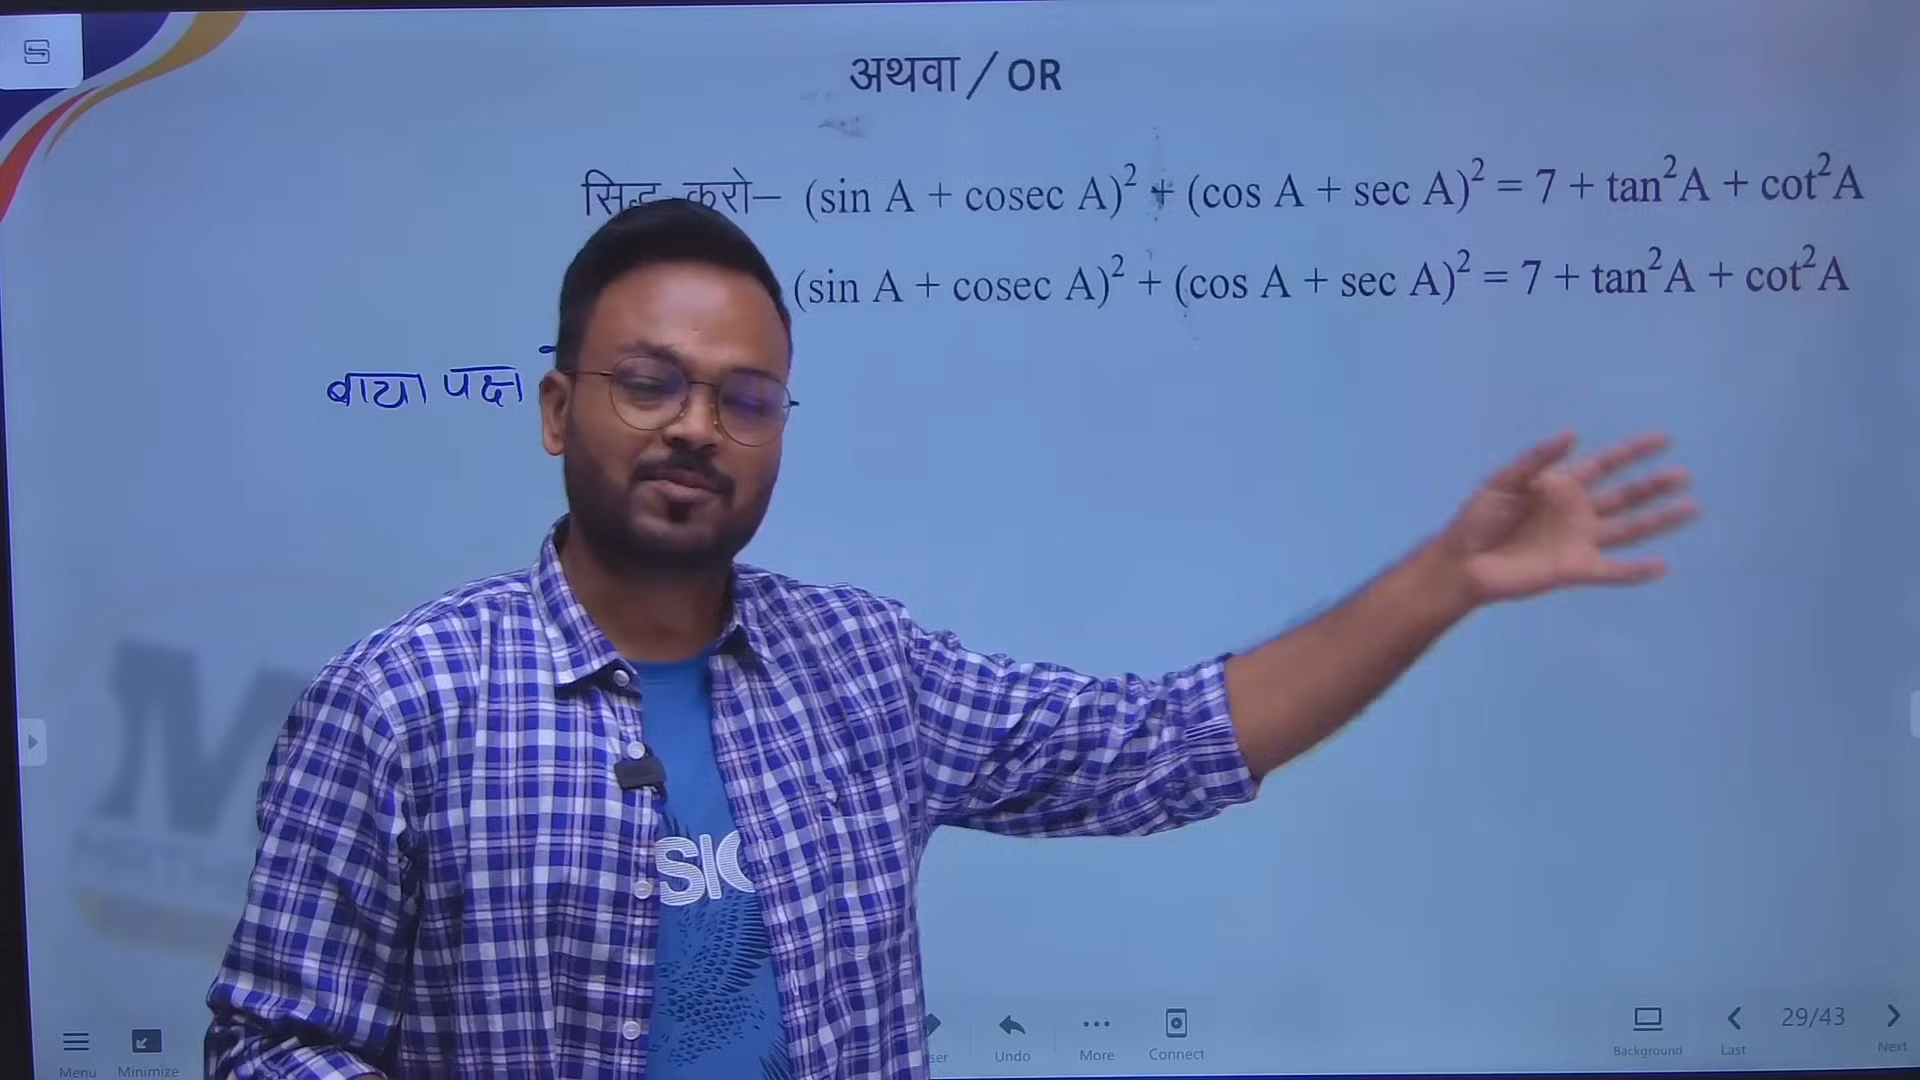 अथवा / OR
सिद्ध करो– (sin A + cosec A)² + (cos A + sec A)² = 7 + tan²A + cot²A
(sin A + cosec A)² + (cos A + sec A)² = 7 + tan²A + cot²A
बाया पक्ष
SIC
Menu
Minimize
Undo
More
Connect
Background
Last
29/43
Next